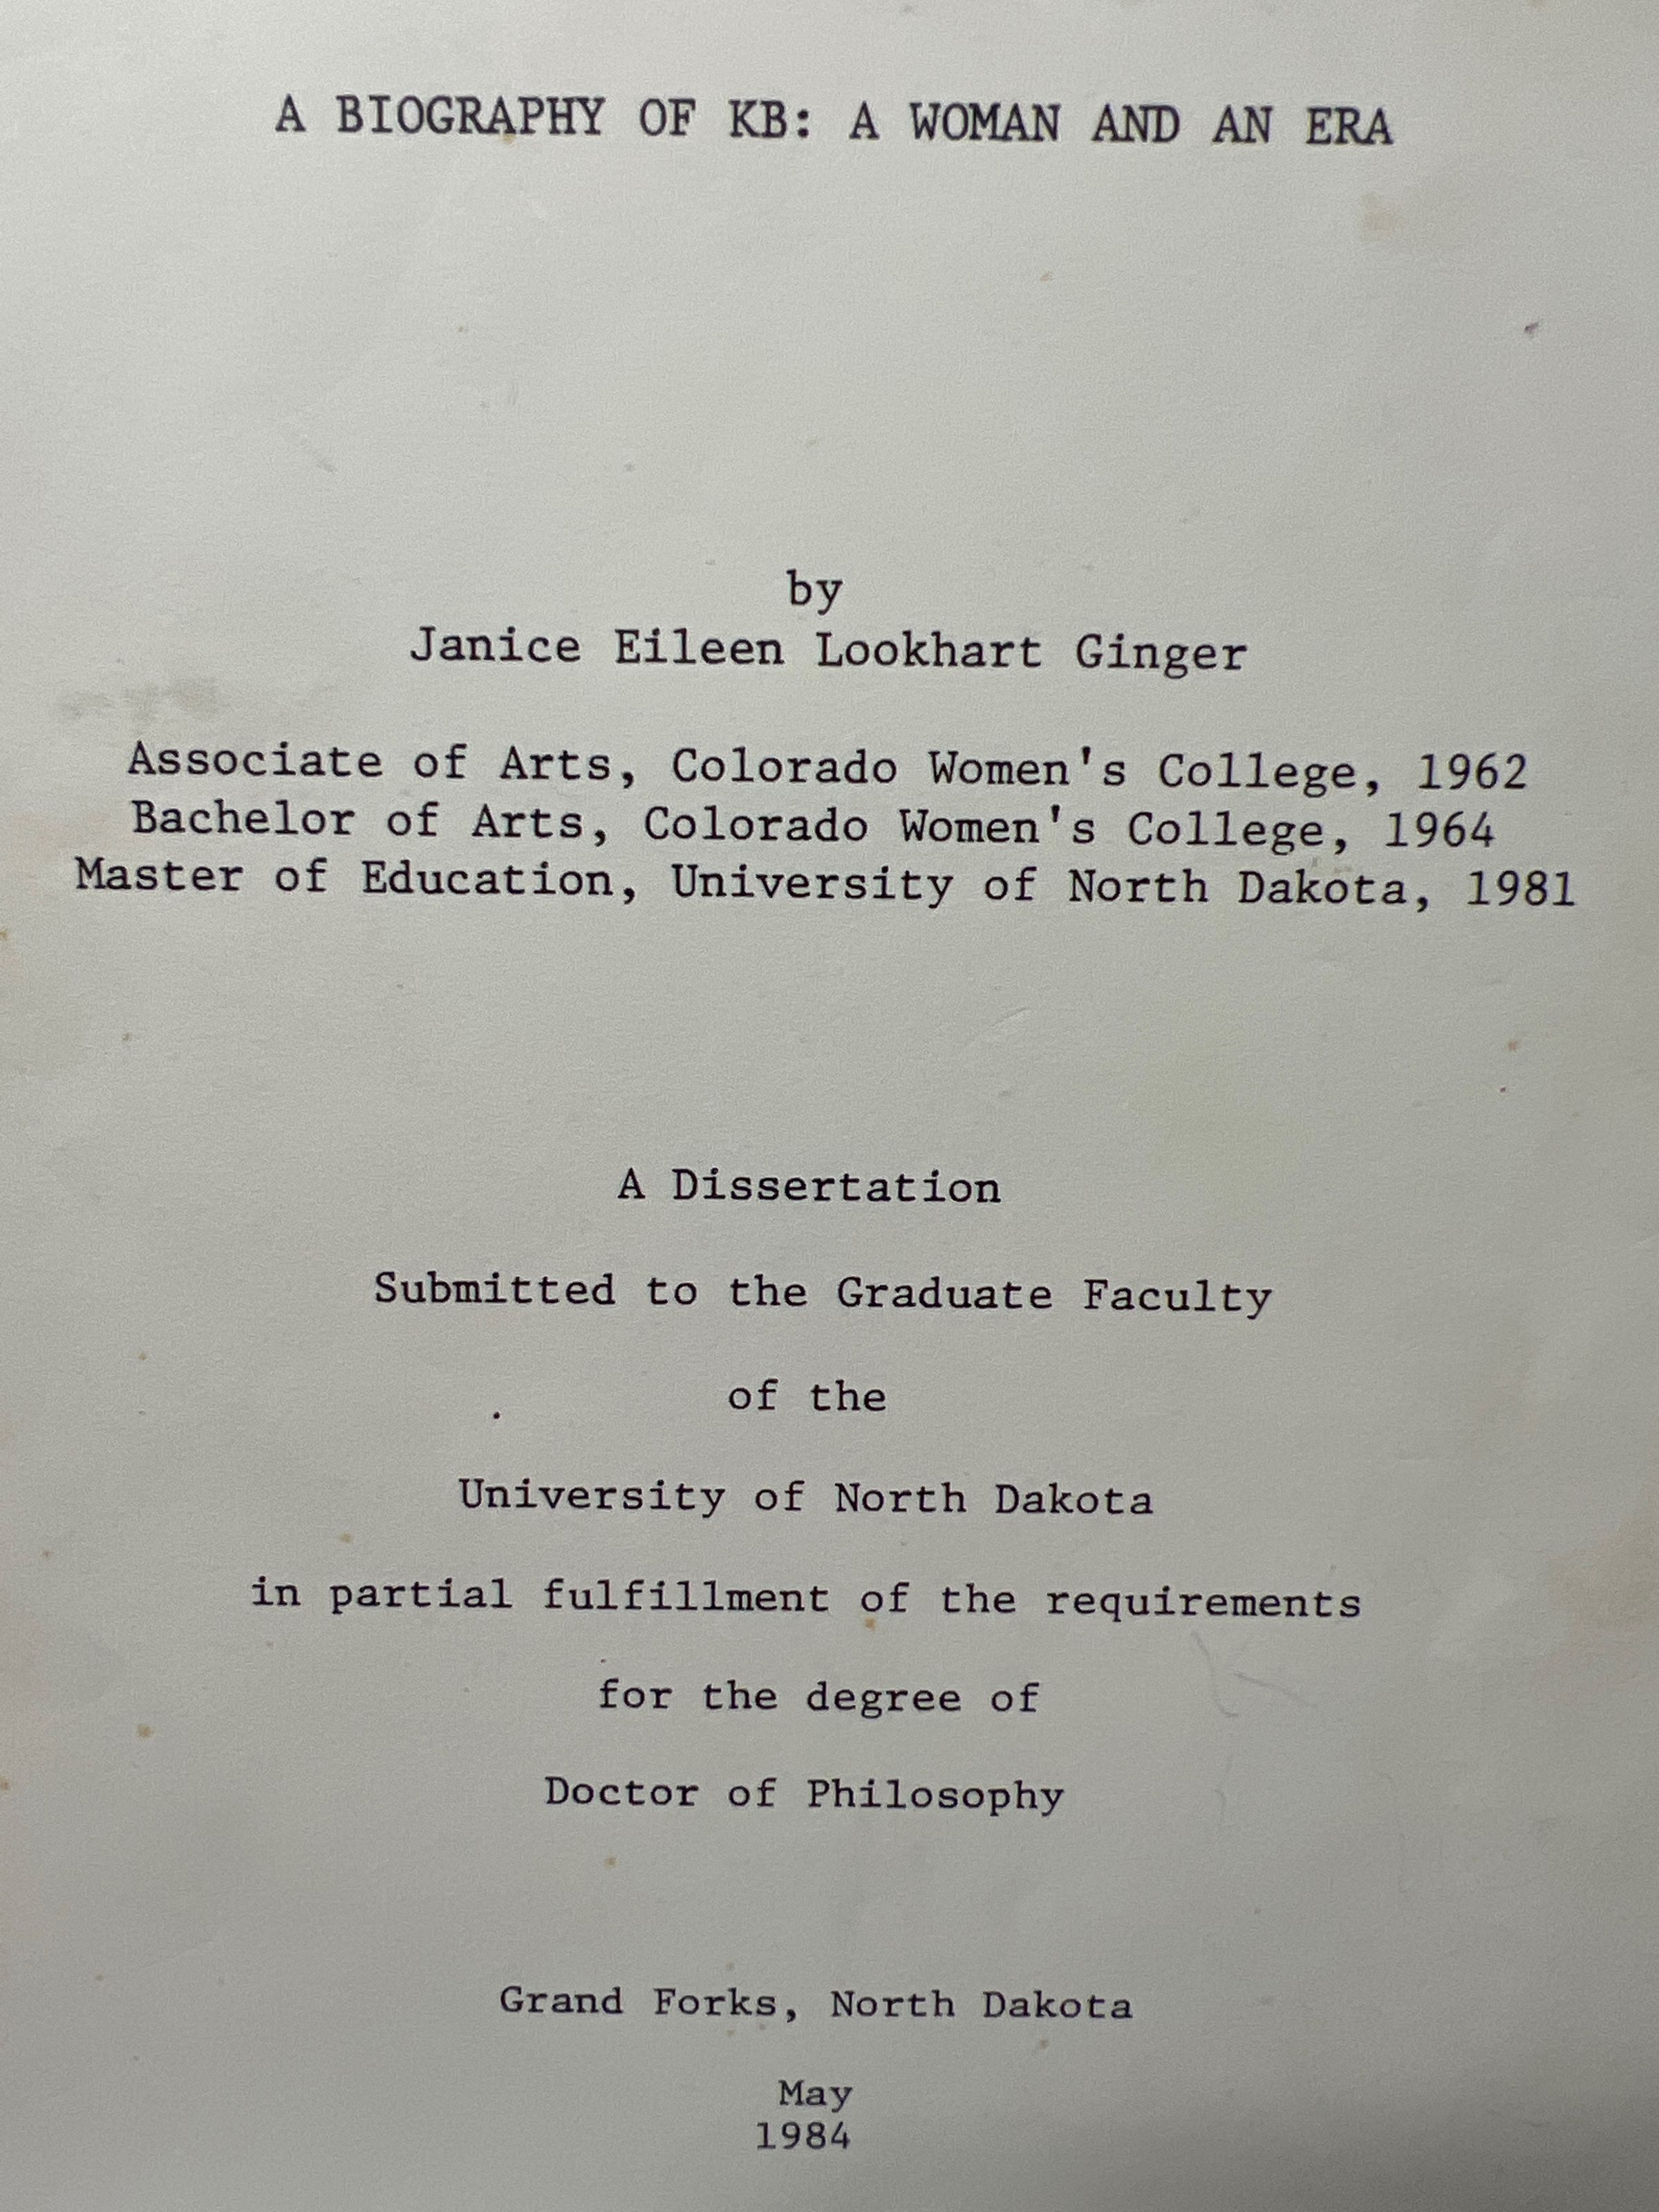 A BIOGRAPHY OF KB: A WOMAN AND AN ERA
by
Janice Eileen Lookhart Ginger
Associate of Arts, Colorado Women's College, 1962
Bachelor of Arts, Colorado Women's College, 1964
Master of Education, University of North Dakota, 1981
A Dissertation
Submitted to the Graduate Faculty
of the
University of North Dakota
in partial fulfillment of the requirements
for the degree of
Doctor of Philosophy
Grand Forks, North Dakota
May
1984